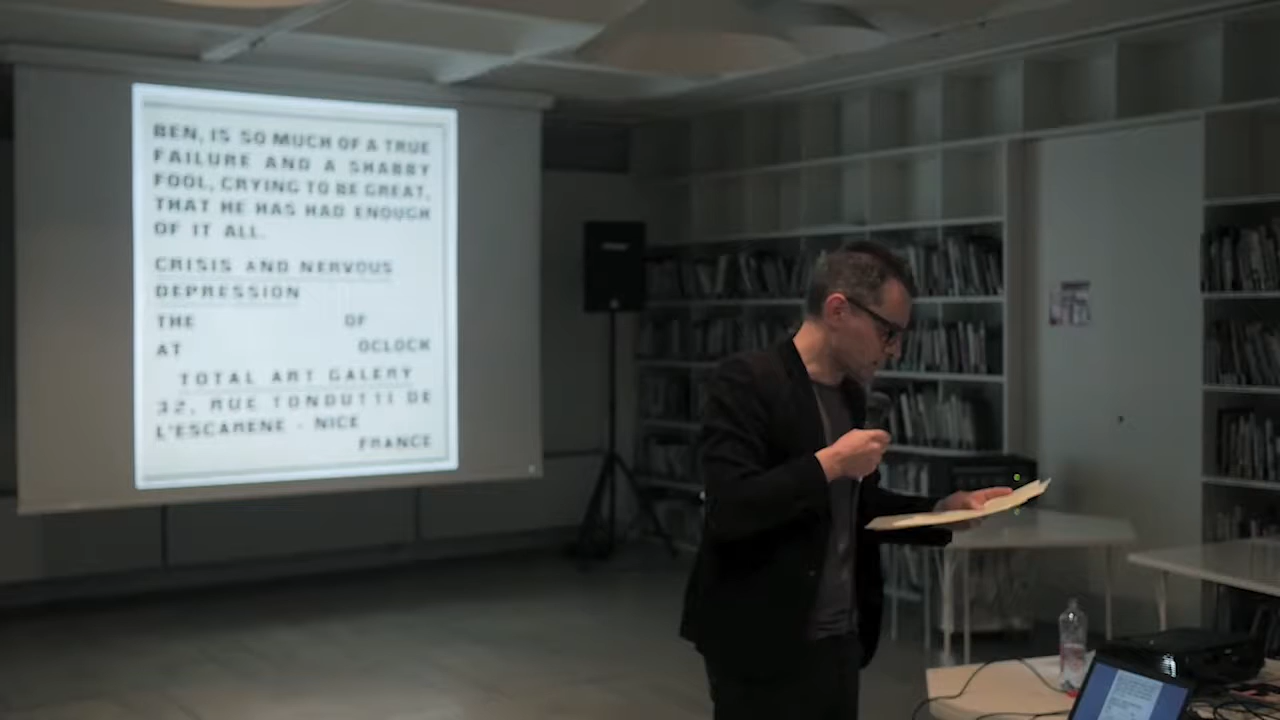 BEN, IS SO MUCH OF A TRUE
FAILURE AND A SHABBY
FOOL, CRYING TO BE GREAT,
THAT HE HAS HAD ENOUGH
OF IT ALL.
CRISIS AND NERVOUS
DEPRESSION
THE OF
AT OCLOCK
TOTAL ART GALERY
32, RUE TONDUTTI DE
L'ESCARENE - NICE
FRANCE